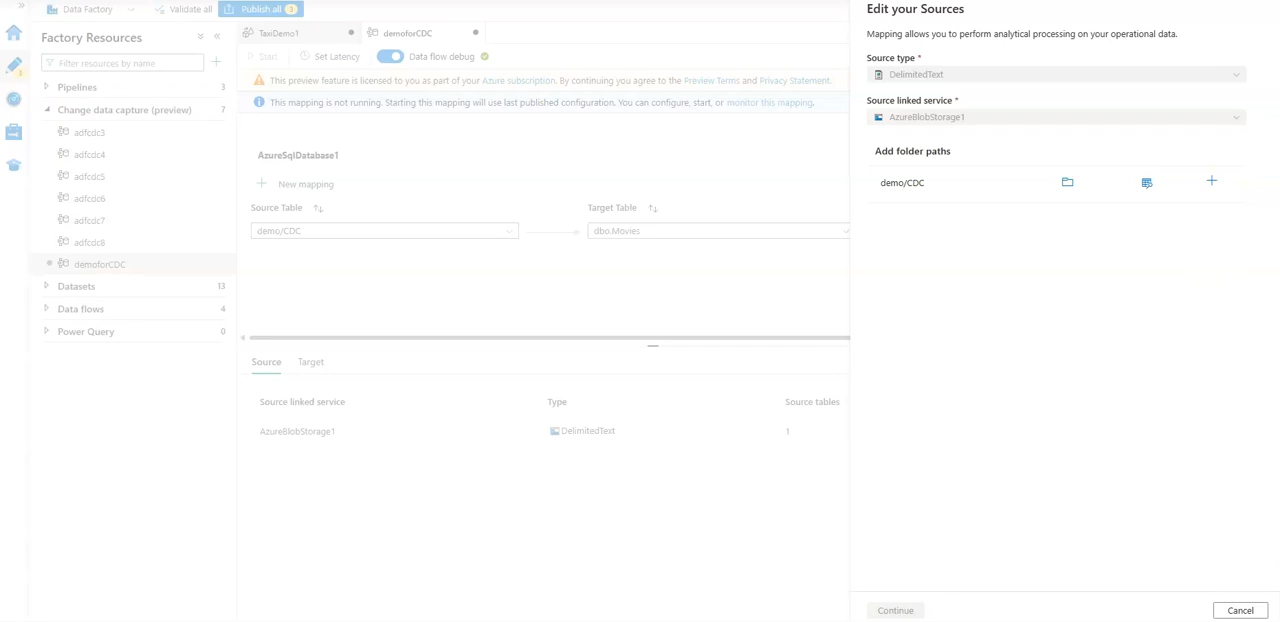 »
Data Factory
Validate all
Publish all 3
Factory Resources
Filter resources by name
Pipelines 3
Change data capture (preview) 7
adfcdc3
adfcdc4
adfcdc5
adfcdc6
adfcdc7
adfcdc8
demoforCDC
Datasets 13
Data flows 4
Power Query 0
TaxiDemo1
demoforCDC
Start
Set Latency
Data flow debug
This preview feature is licensed to you as part of your Azure subscription. By continuing you agree to the Preview Terms and Privacy Statement.
This mapping is not running. Starting this mapping will use last published configuration. You can configure, start, or monitor this mapping.
AzureSqlDatabase1
New mapping
Source Table
Target Table
demo/CDC
dbo.Movies
Source
Target
Source linked service
Type
Source tables
AzureBlobStorage1
DelimitedText
1
Edit your Sources
Mapping allows you to perform analytical processing on your operational data.
Source type *
DelimitedText
Source linked service *
AzureBlobStorage1
Add folder paths
demo/CDC
Continue
Cancel